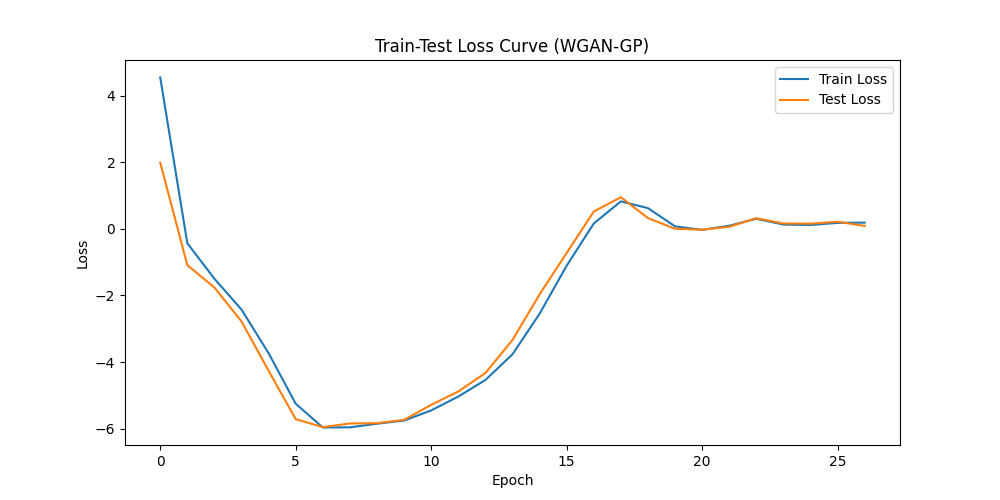 Train-Test Loss Curve (WGAN-GP)
Train Loss
Test Loss
Loss
4
2
0
−2
−4
−6
0 5 10 15 20 25
Epoch